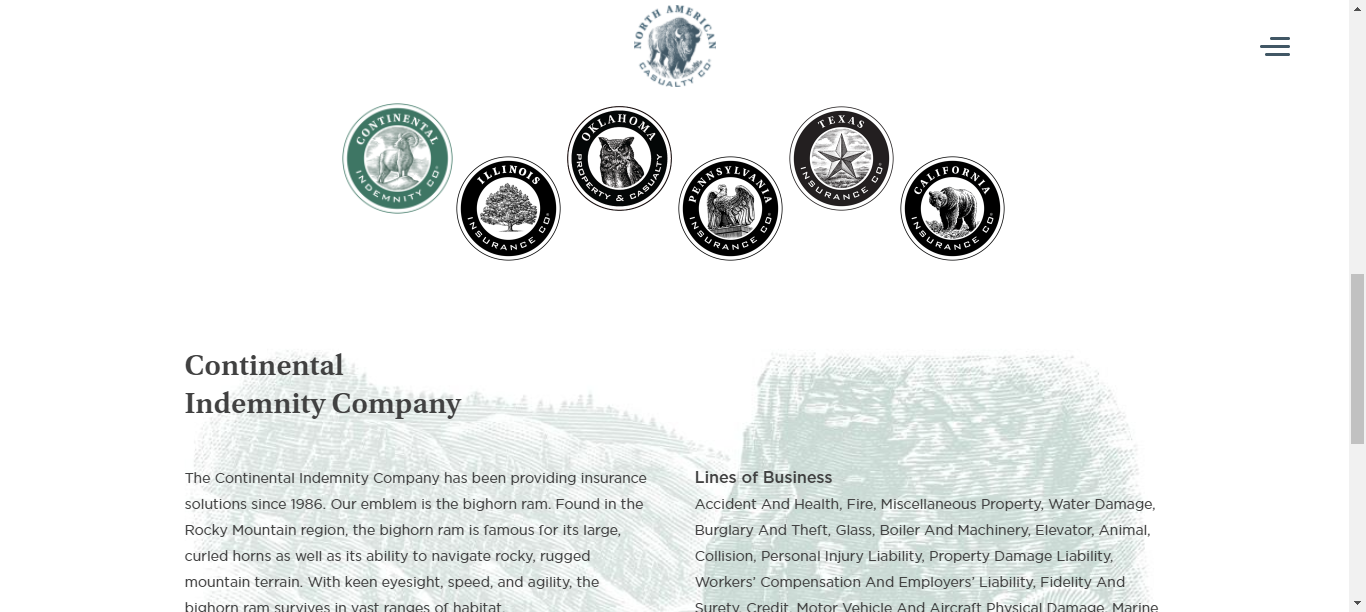 NORTH AMERICAN
CASUALTY CO®
CONTINENTAL
INDEMNITY CO®
ILLINOIS
INSURANCE CO®
OKLAHOMA
PROPERTY & CASUALTY
PENNSYLVANIA
INSURANCE CO®
TEXAS
INSURANCE CO®
CALIFORNIA
INSURANCE CO®
Continental
Indemnity Company
The Continental Indemnity Company has been providing insurance
solutions since 1986. Our emblem is the bighorn ram. Found in the
Rocky Mountain region, the bighorn ram is famous for its large,
curled horns as well as its ability to navigate rocky, rugged
mountain terrain. With keen eyesight, speed, and agility, the
bighorn ram survives in vast ranges of habitat.
Lines of Business
Accident And Health, Fire, Miscellaneous Property, Water Damage,
Burglary And Theft, Glass, Boiler And Machinery, Elevator, Animal,
Collision, Personal Injury Liability, Property Damage Liability,
Workers’ Compensation And Employers’ Liability, Fidelity And
Surety, Credit, Motor Vehicle And Aircraft Physical Damage, Marine